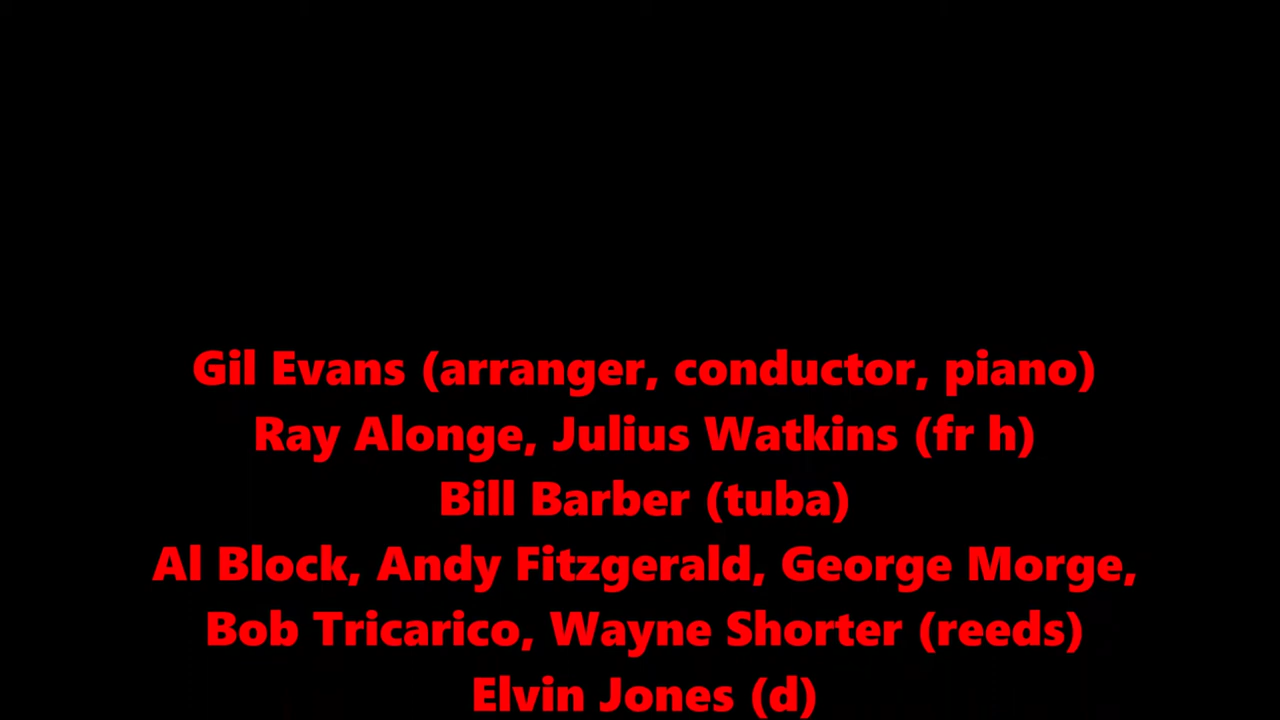 Gil Evans (arranger, conductor, piano)
Ray Alonge, Julius Watkins (fr h)
Bill Barber (tuba)
Al Block, Andy Fitzgerald, George Morge,
Bob Tricarico, Wayne Shorter (reeds)
Elvin Jones (d)